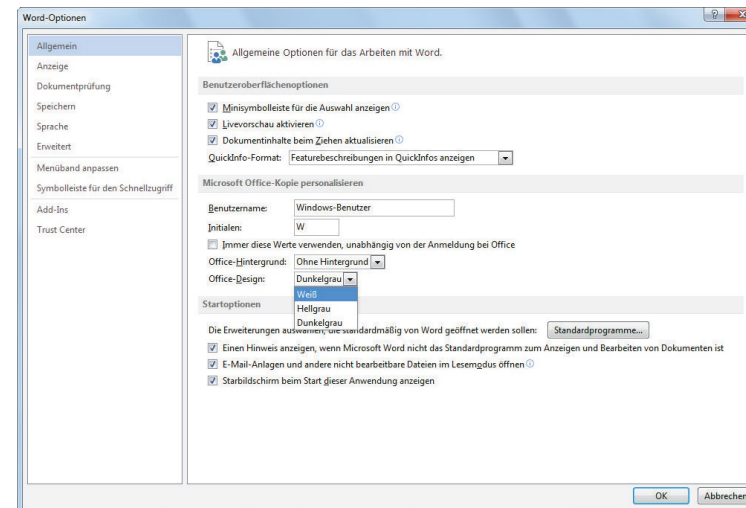 Word-Optionen
Allgemein
Anzeige
Dokumentprüfung
Speichern
Sprache
Erweitert
Menüband anpassen
Symbolleiste für den Schnellzugriff
Add-Ins
Trust Center
Allgemeine Optionen für das Arbeiten mit Word.
Benutzeroberflächenoptionen
Minisymbolleiste für die Auswahl anzeigen
Livevorschau aktivieren
Dokumentinhalte beim Ziehen aktualisieren
QuickInfo-Format: Featurebeschreibungen in QuickInfos anzeigen
Microsoft Office-Kopie personalisieren
Benutzername: Windows-Benutzer
Initialen: W
Immer diese Werte verwenden, unabhängig von der Anmeldung bei Office
Office-Hintergrund: Ohne Hintergrund
Office-Design: Dunkelgrau
Weiß
Hellgrau
Dunkelgrau
Startoptionen
Die Erweiterungen auswählen, die standardmäßig von Word geöffnet werden sollen: Standardprogramme...
Einen Hinweis anzeigen, wenn Microsoft Word nicht das Standardprogramm zum Anzeigen und Bearbeiten von Dokumenten ist
E-Mail-Anlagen und andere nicht bearbeitbare Dateien im Lesemodus öffnen
Startbildschirm beim Start dieser Anwendung anzeigen
OK Abbrechen